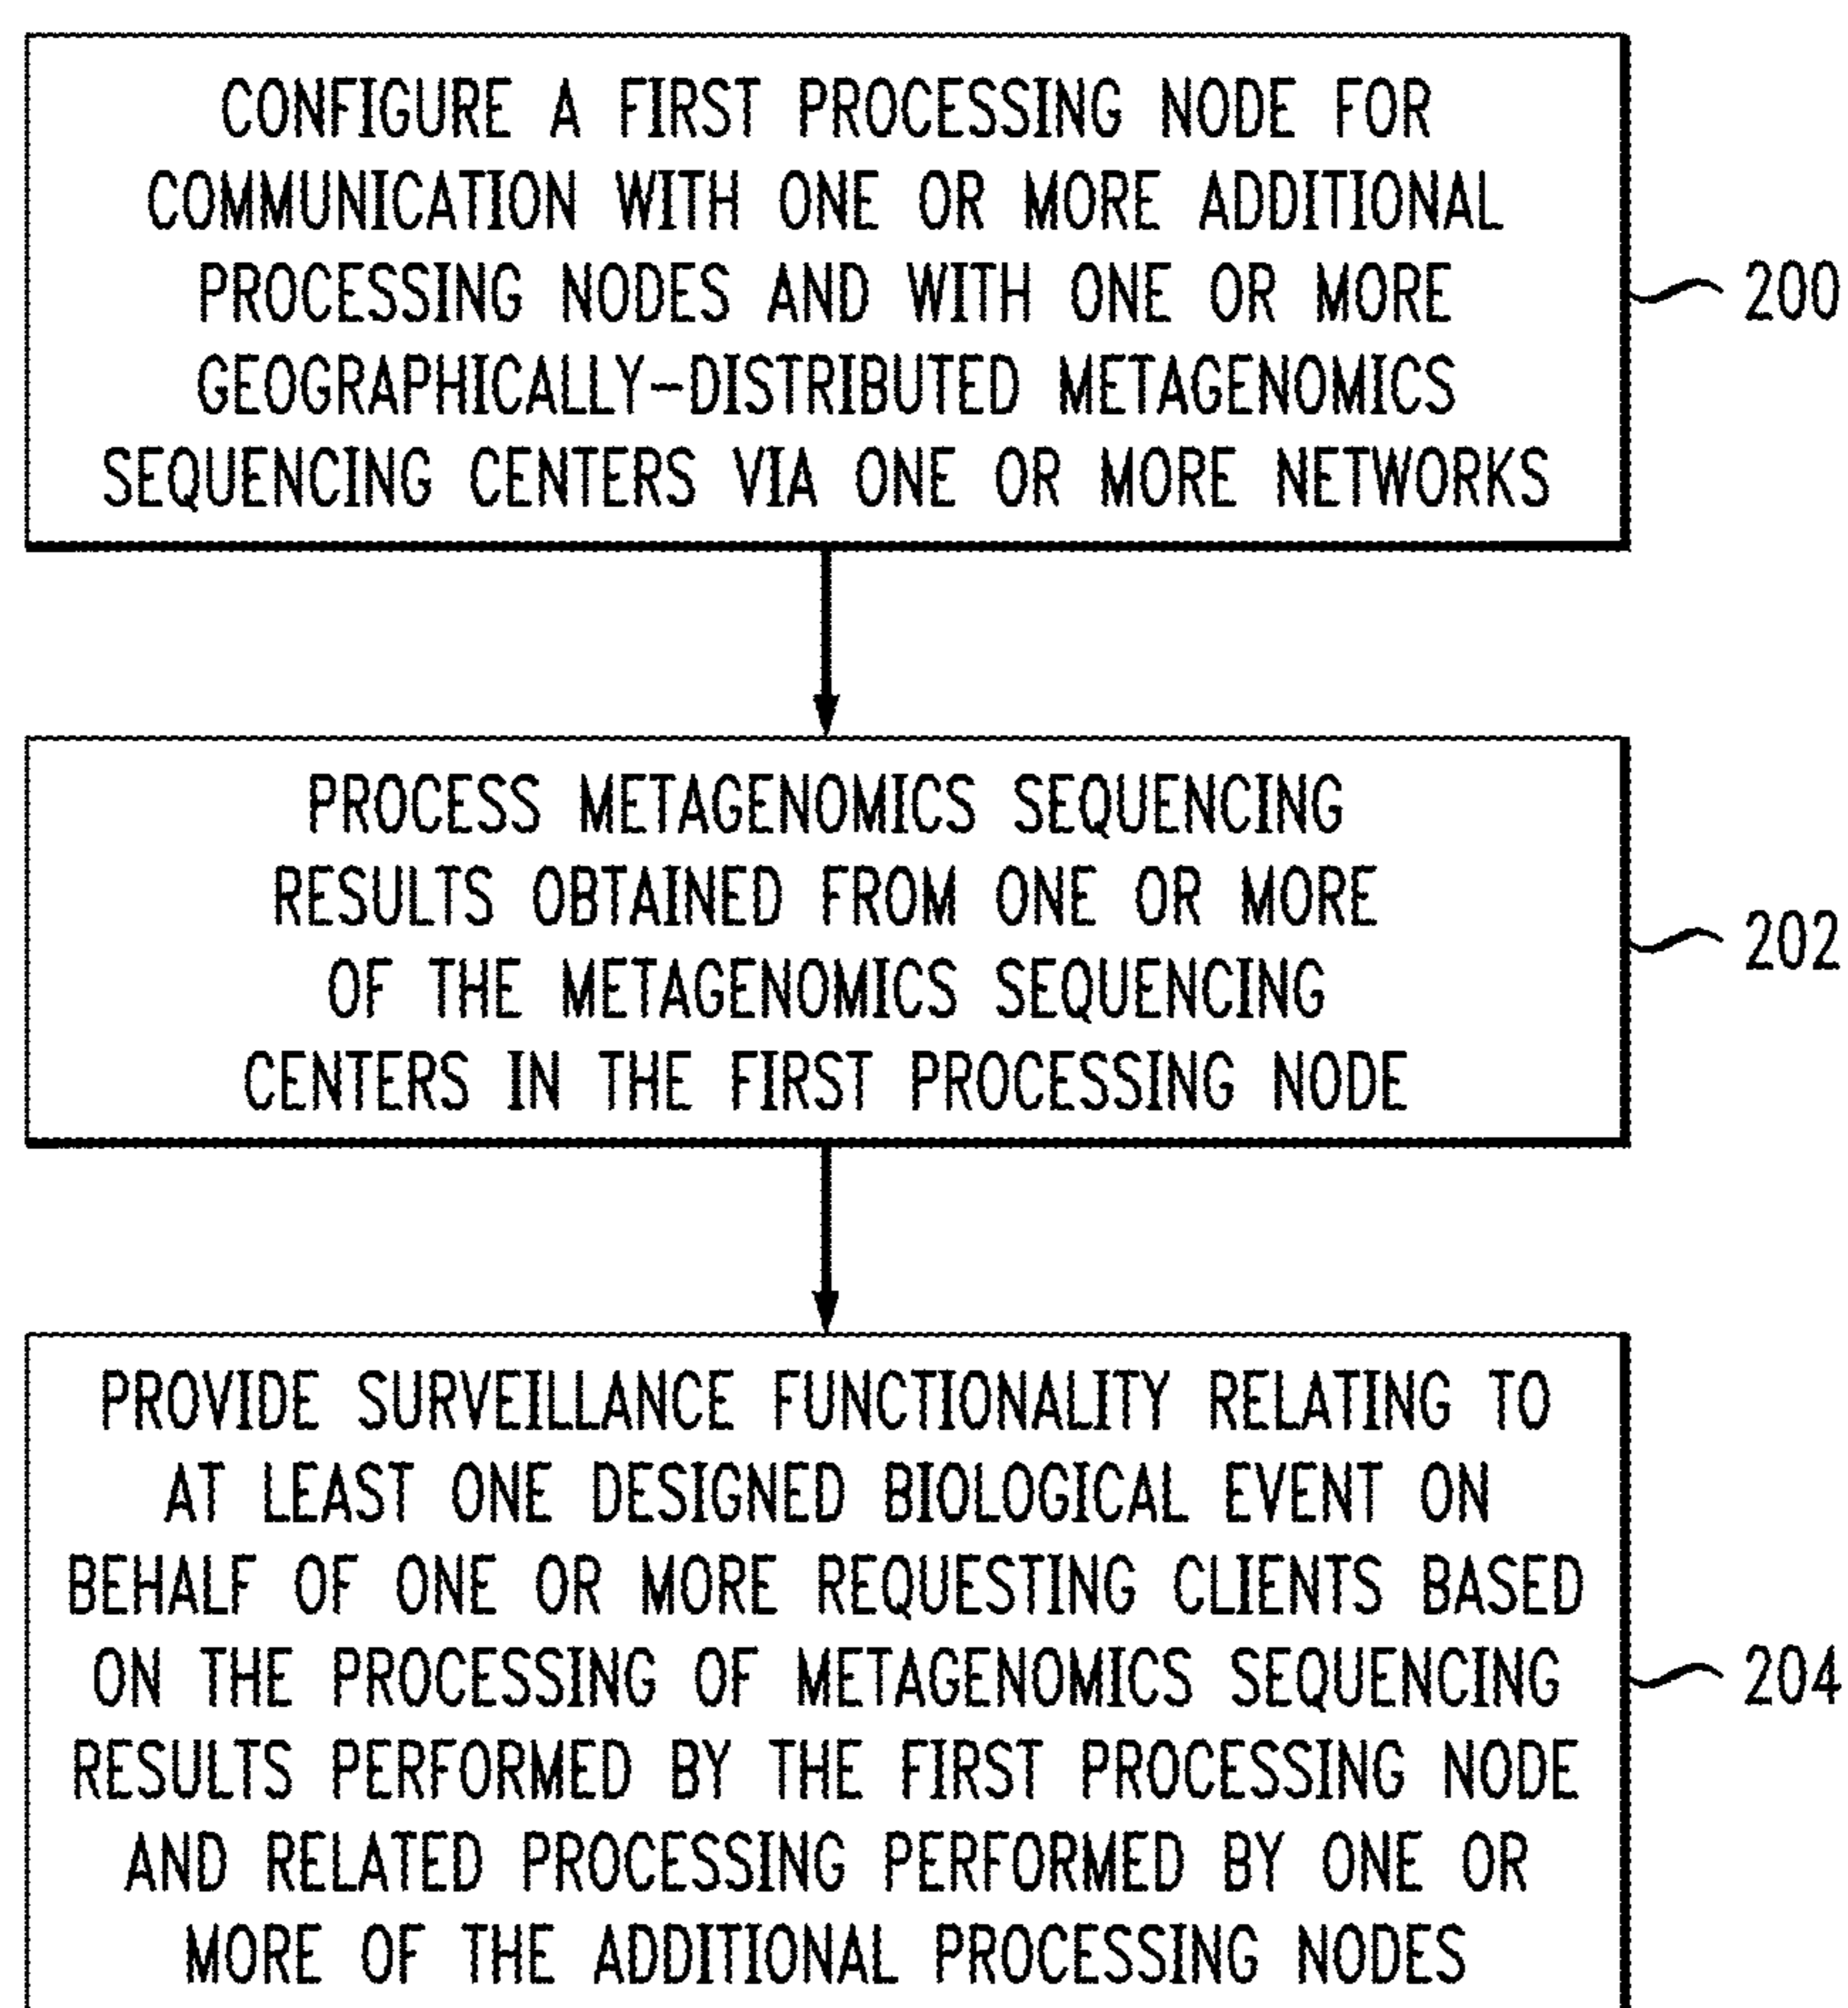 CONFIGURE A FIRST PROCESSING NODE FOR
COMMUNICATION WITH ONE OR MORE ADDITIONAL
PROCESSING NODES AND WITH ONE OR MORE
GEOGRAPHICALLY-DISTRIBUTED METAGENOMICS
SEQUENCING CENTERS VIA ONE OR MORE NETWORKS
200
PROCESS METAGENOMICS SEQUENCING
RESULTS OBTAINED FROM ONE OR MORE
OF THE METAGENOMICS SEQUENCING
CENTERS IN THE FIRST PROCESSING NODE
202
PROVIDE SURVEILLANCE FUNCTIONALITY RELATING TO
AT LEAST ONE DESIGNED BIOLOGICAL EVENT ON
BEHALF OF ONE OR MORE REQUESTING CLIENTS BASED
ON THE PROCESSING OF METAGENOMICS SEQUENCING
RESULTS PERFORMED BY THE FIRST PROCESSING NODE
AND RELATED PROCESSING PERFORMED BY ONE OR
MORE OF THE ADDITIONAL PROCESSING NODES
204